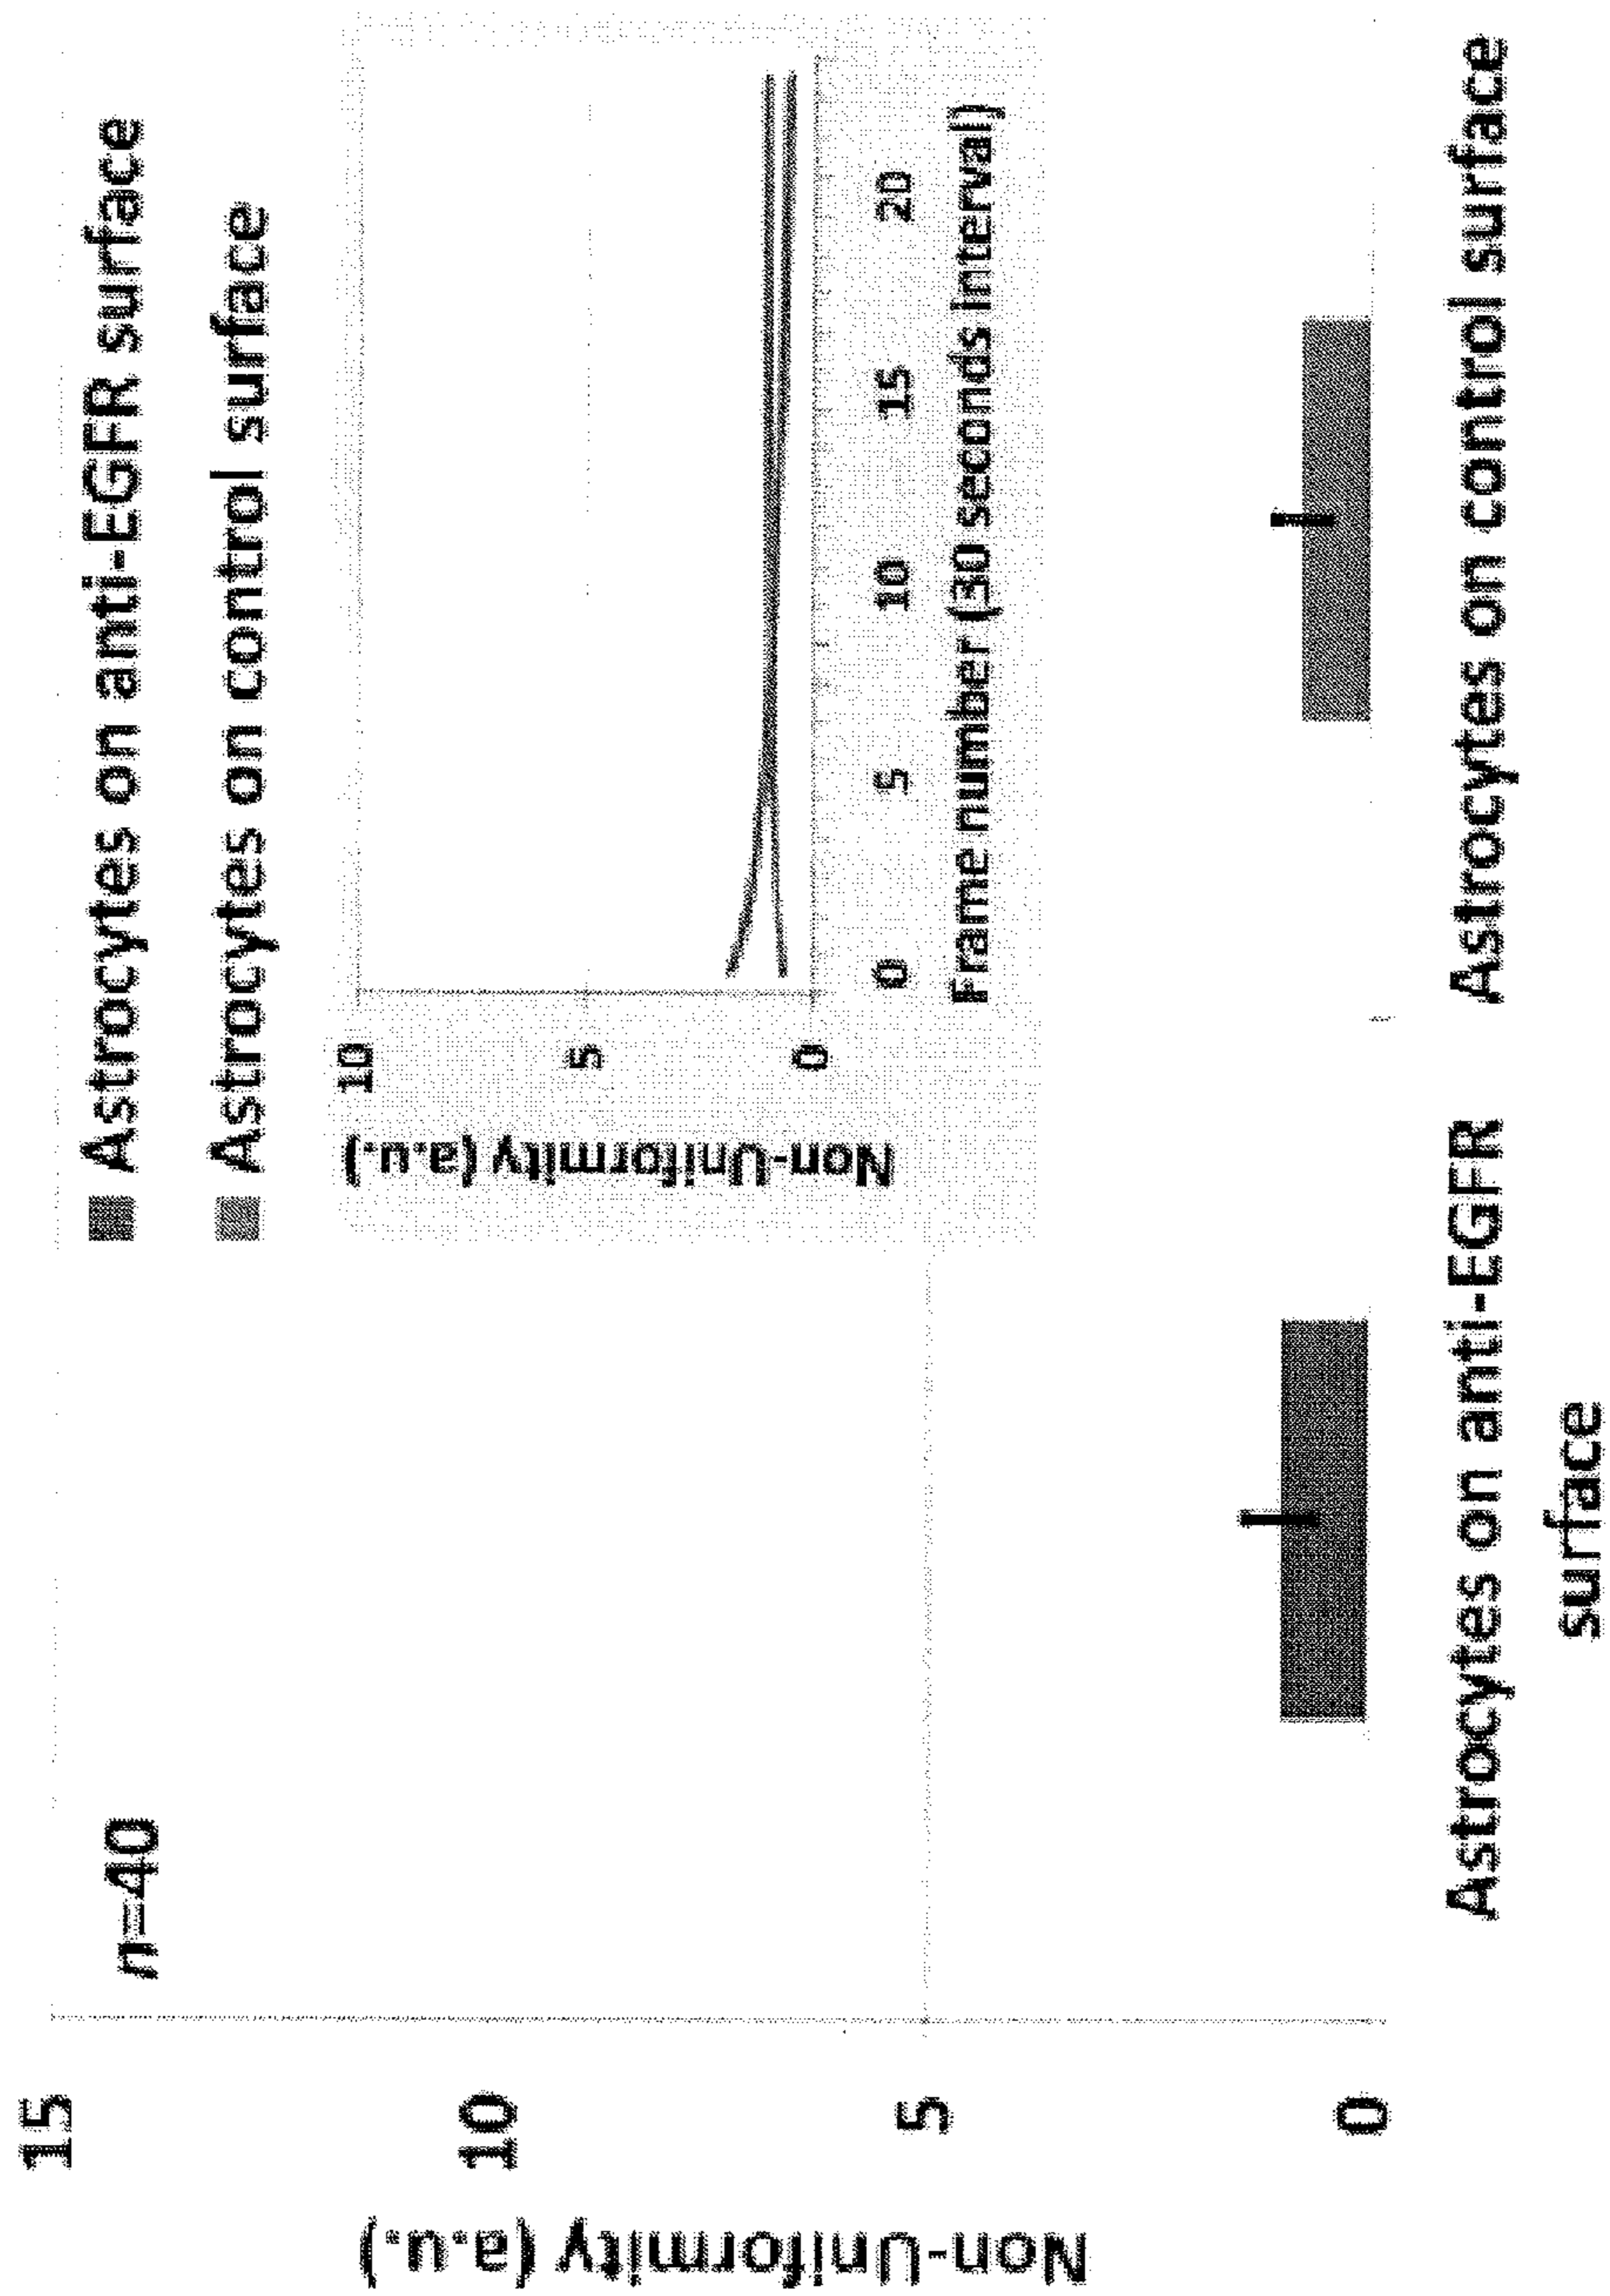 Non-Uniformity (a.u.)
15
10
5
0
n=40
Astrocytes on anti-EGFR surface
Astrocytes on control surface
Non-Uniformity (a.u.)
10
5
0
0
5
10
15
20
Frame number (30 seconds interval)
Astrocytes on anti-EGFR
surface
Astrocytes on control surface